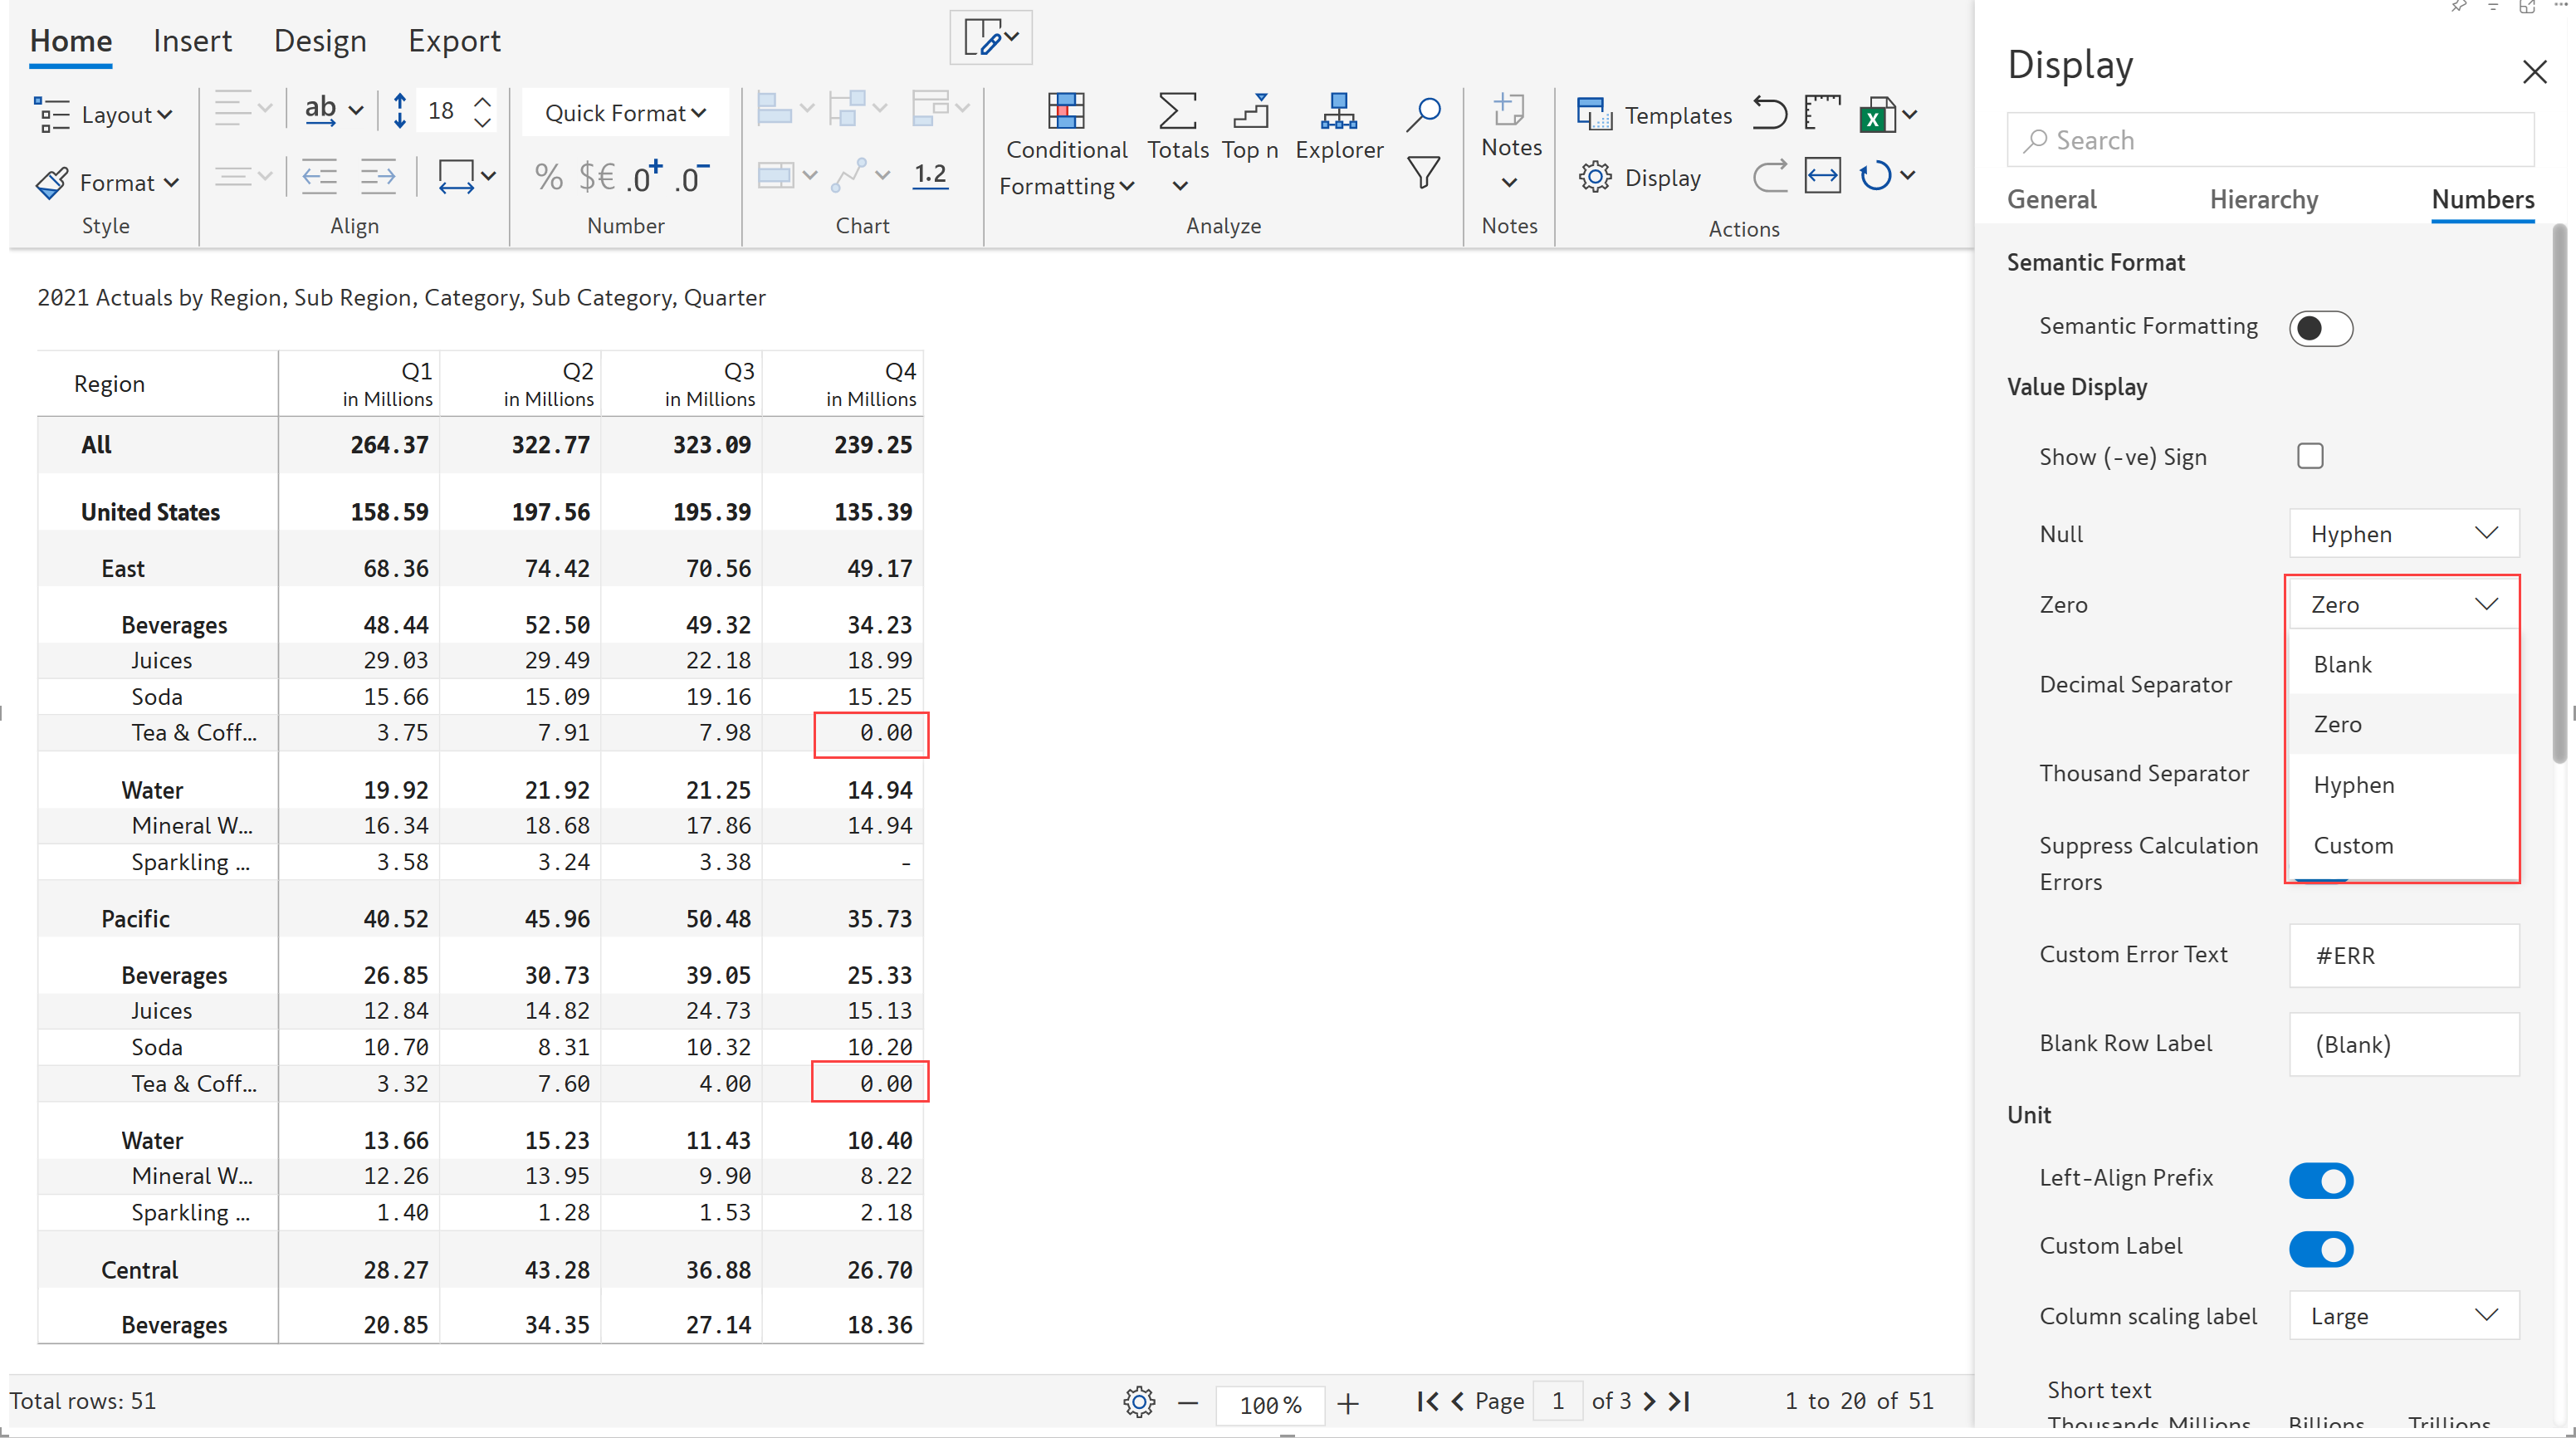 Home Insert Design Export
Layout ab 18 Quick Format
Format % $€ .0+ .0- 1.2
Conditional Formatting Totals Top n Explorer
Notes
Templates
Display
Style Align Number Chart Analyze Notes Actions
2021 Actuals by Region, Sub Region, Category, Sub Category, Quarter
Region Q1 Q2 Q3 Q4
in Millions in Millions in Millions in Millions
All 264.37 322.77 323.09 239.25
United States 158.59 197.56 195.39 135.39
East 68.36 74.42 70.56 49.17
Beverages 48.44 52.50 49.32 34.23
Juices 29.03 29.49 22.18 18.99
Soda 15.66 15.09 19.16 15.25
Tea & Coff... 3.75 7.91 7.98 0.00
Water 19.92 21.92 21.25 14.94
Mineral W... 16.34 18.68 17.86 14.94
Sparkling ... 3.58 3.24 3.38 -
Pacific 40.52 45.96 50.48 35.73
Beverages 26.85 30.73 39.05 25.33
Juices 12.84 14.82 24.73 15.13
Soda 10.70 8.31 10.32 10.20
Tea & Coff... 3.32 7.60 4.00 0.00
Water 13.66 15.23 11.43 10.40
Mineral W... 12.26 13.95 9.90 8.22
Sparkling ... 1.40 1.28 1.53 2.18
Central 28.27 43.28 36.88 26.70
Beverages 20.85 34.35 27.14 18.36
Total rows: 51
100 %
Page 1 of 3
1 to 20 of 51
Display
Search
General Hierarchy Numbers
Semantic Format
Semantic Formatting
Value Display
Show (-ve) Sign
Null Hyphen
Zero Zero
Blank
Zero
Hyphen
Custom
Decimal Separator
Thousand Separator
Suppress Calculation
Errors
Custom Error Text #ERR
Blank Row Label (Blank)
Unit
Left-Align Prefix
Custom Label
Column scaling label Large
Short text
Thousands Millions Billions Trillions